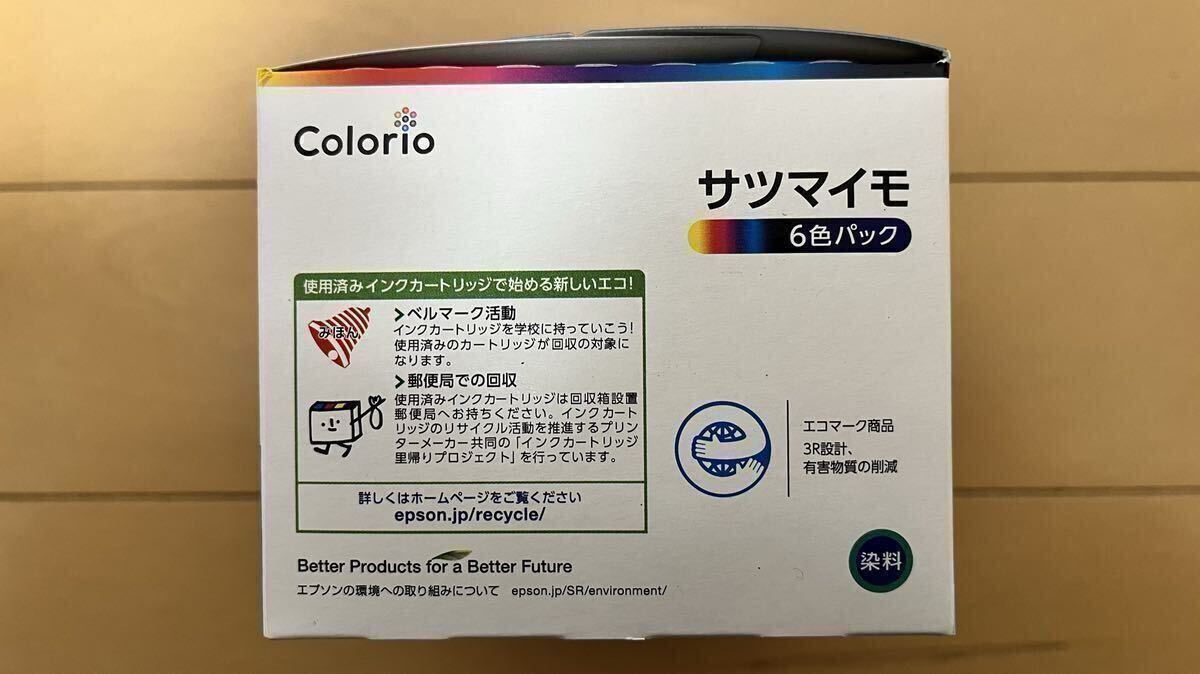 Colorio
サツマイモ
6色パック
使用済みインクカートリッジで始める新しいエコ!
みほん
>ベルマーク活動
インクカートリッジを学校に持っていこう!
使用済みのカートリッジが回収の対象に
なります。
>郵便局での回収
使用済みインクカートリッジは回収箱設置
郵便局へお持ちください。インクカート
リッジのリサイクル活動を推進するプリン
ターメーカー共同の「インクカートリッジ
里帰りプロジェクト」を行っています。
詳しくはホームページをご覧ください
epson.jp/recycle/
エコマーク商品
3R設計、
有害物質の削減
染料
Better Products for a Better Future
エプソンの環境への取り組みについて epson.jp/SR/environment/